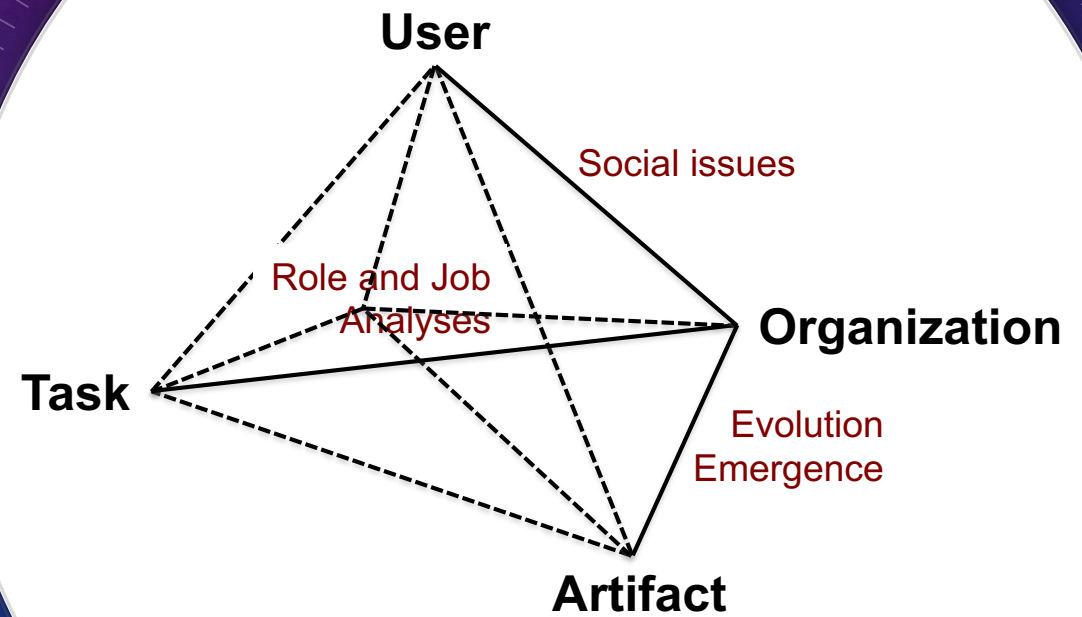 User
Social issues
Role and Job
Analyses
Organization
Task
Evolution
Emergence
Artifact